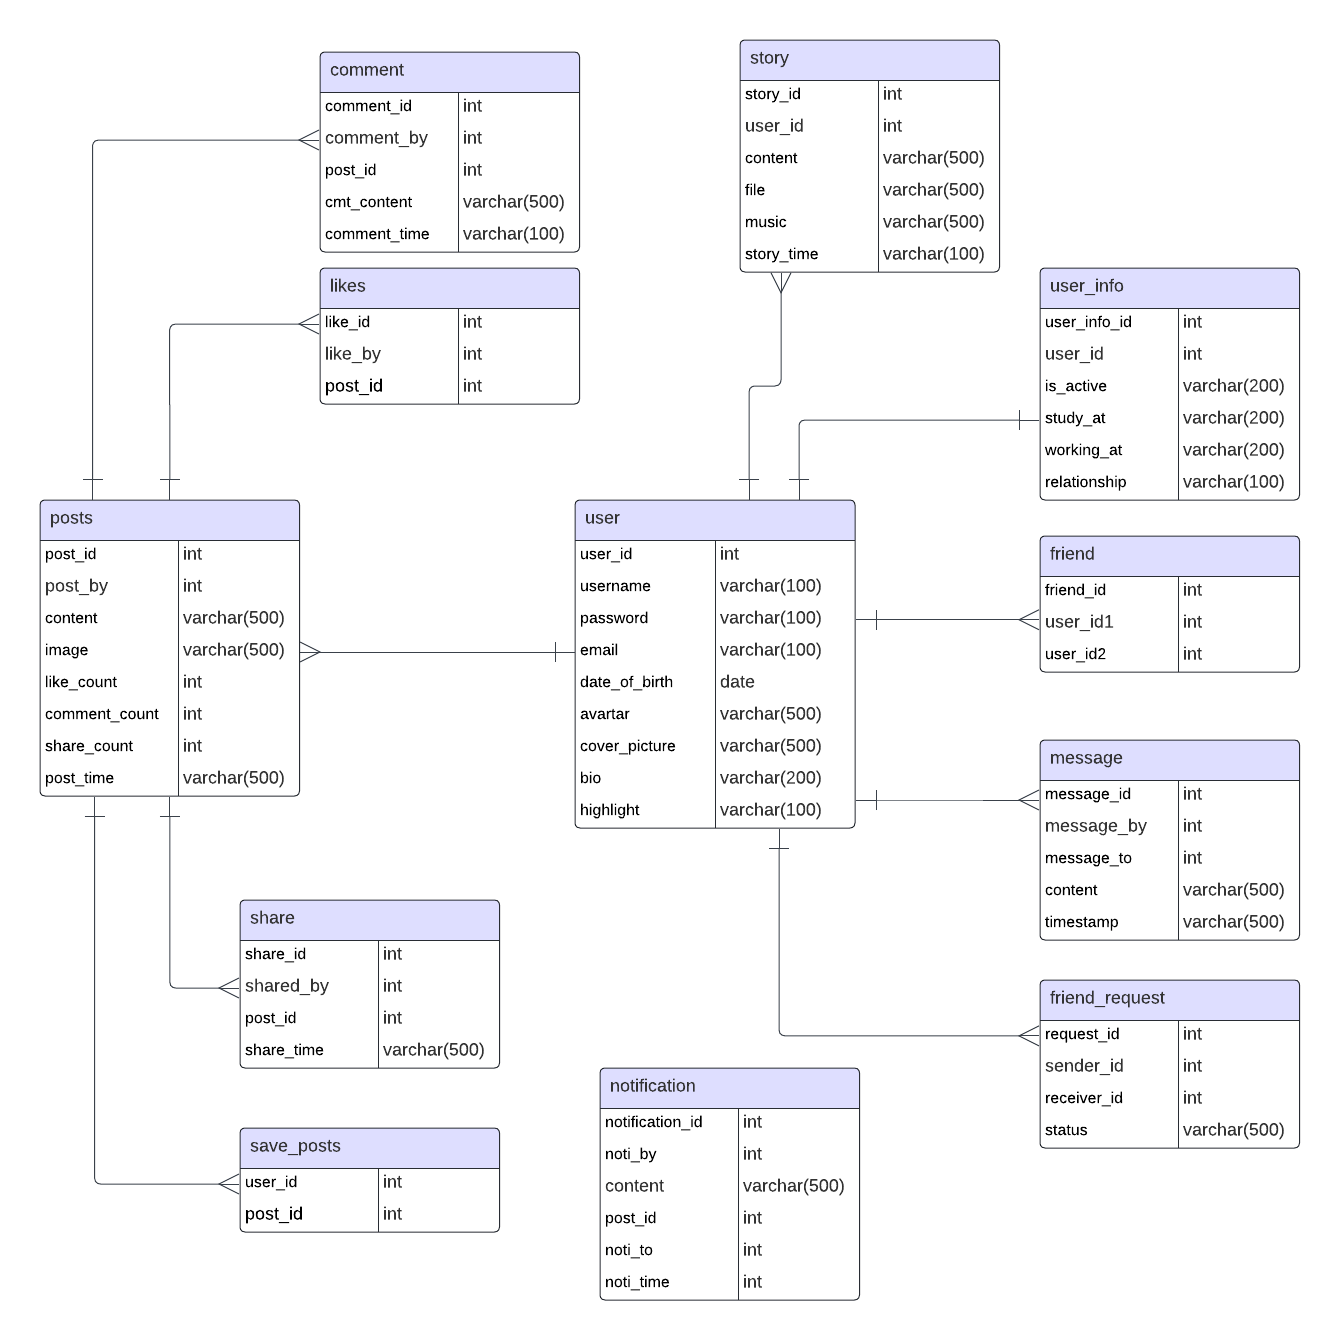 comment
comment_id int
comment_by int
post_id int
cmt_content varchar(500)
comment_time varchar(100)
story
story_id int
user_id int
content varchar(500)
file varchar(500)
music varchar(500)
story_time varchar(100)
likes
like_id int
like_by int
post_id int
user_info
user_info_id int
user_id int
is_active varchar(200)
study_at varchar(200)
working_at varchar(200)
relationship varchar(100)
posts
post_id int
post_by int
content varchar(500)
image varchar(500)
like_count int
comment_count int
share_count int
post_time varchar(500)
user
user_id int
username varchar(100)
password varchar(100)
email varchar(100)
date_of_birth date
avartar varchar(500)
cover_picture varchar(500)
bio varchar(200)
highlight varchar(100)
friend
friend_id int
user_id1 int
user_id2 int
message
message_id int
message_by int
message_to int
content varchar(500)
timestamp varchar(500)
share
share_id int
shared_by int
post_id int
share_time varchar(500)
friend_request
request_id int
sender_id int
receiver_id int
status varchar(500)
notification
notification_id int
noti_by int
content varchar(500)
post_id int
noti_to int
noti_time int
save_posts
user_id int
post_id int